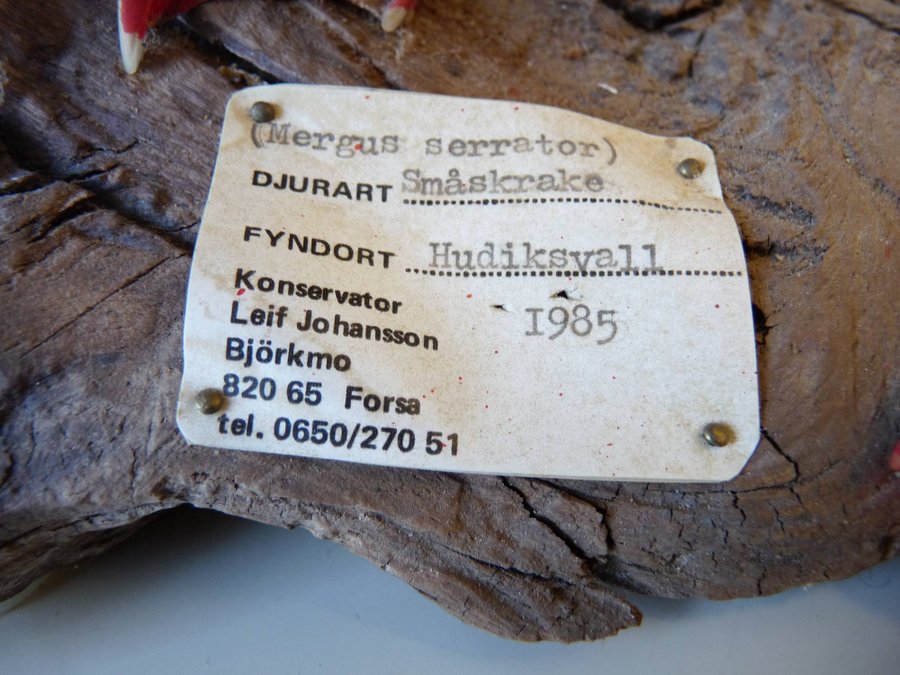 (Mergus serrator)
DJURART Småskrake
FYNDORT Hudiksvall
1985
Konservator
Leif Johansson
Björkmo
820 65 Forsa
tel. 0650/270 51